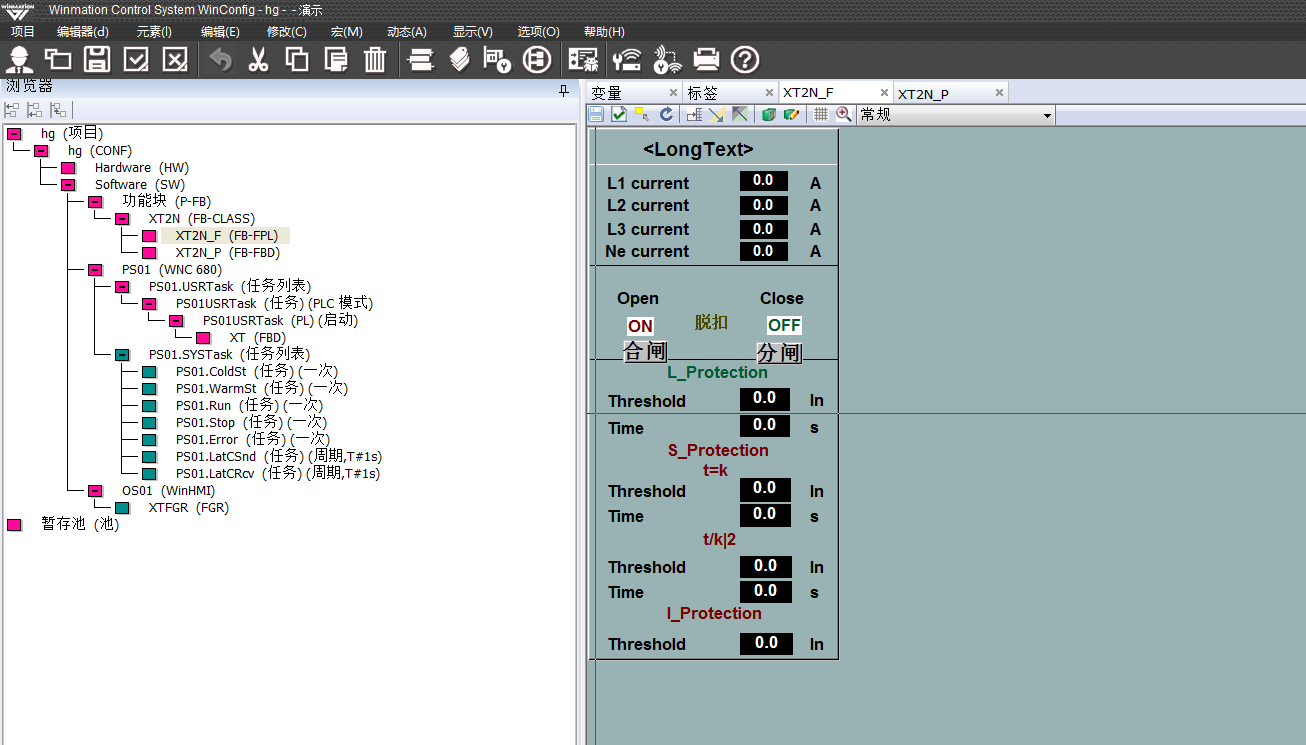 WINMATION Winmation Control System WinConfig - hg - - 演示
项目 编辑器(d) 元素(l) 编辑(E) 修改(C) 宏(M) 动态(A) 显示(V) 选项(O) 帮助(H)
浏览器
变量 标签 XT2N_F XT2N_P
常规
hg (项目)
hg (CONF)
Hardware (HW)
Software (SW)
功能块 (P-FB)
XT2N (FB-CLASS)
XT2N_F (FB-FPL)
XT2N_P (FB-FBD)
PS01 (WNC 680)
PS01.USRTask (任务列表)
PS01USRTask (任务) (PLC 模式)
PS01USRTask (PL) (启动)
XT (FBD)
PS01.SYSTask (任务列表)
PS01.ColdSt (任务) (一次)
PS01.WarmSt (任务) (一次)
PS01.Run (任务) (一次)
PS01.Stop (任务) (一次)
PS01.Error (任务) (一次)
PS01.LatCSnd (任务) (周期,T#1s)
PS01.LatCRcv (任务) (周期,T#1s)
OS01 (WinHMI)
XTFGR (FGR)
暂存池 (池)
<LongText>
L1 current 0.0 A
L2 current 0.0 A
L3 current 0.0 A
Ne current 0.0 A
Open Close
ON 脱扣 OFF
合闸 分闸
L_Protection
Threshold 0.0 In
Time 0.0 s
S_Protection
t=k
Threshold 0.0 In
Time 0.0 s
t/k|2
Threshold 0.0 In
Time 0.0 s
I_Protection
Threshold 0.0 In